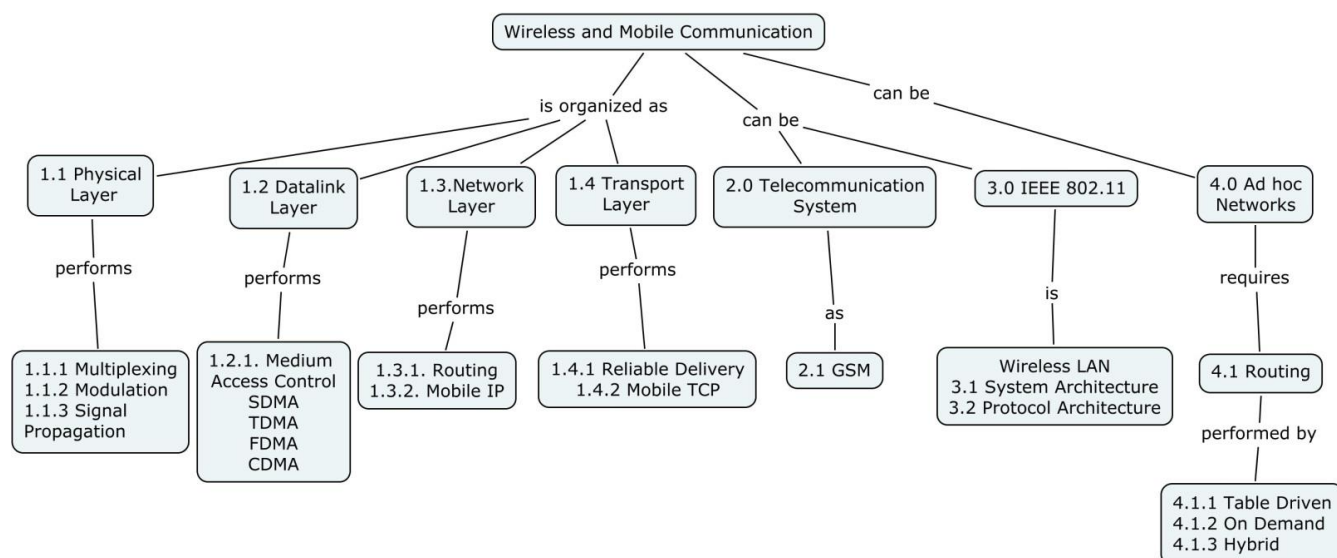 Wireless and Mobile Communication
is organized as
can be
can be
1.1 Physical
Layer
1.2 Datalink
Layer
1.3.Network
Layer
1.4 Transport
Layer
2.0 Telecommunication
System
3.0 IEEE 802.11
4.0 Ad hoc
Networks
performs
performs
performs
performs
as
is
requires
1.1.1 Multiplexing
1.1.2 Modulation
1.1.3 Signal
Propagation
1.2.1. Medium
Access Control
SDMA
TDMA
FDMA
CDMA
1.3.1. Routing
1.3.2. Mobile IP
1.4.1 Reliable Delivery
1.4.2 Mobile TCP
2.1 GSM
Wireless LAN
3.1 System Architecture
3.2 Protocol Architecture
4.1 Routing
performed by
4.1.1 Table Driven
4.1.2 On Demand
4.1.3 Hybrid